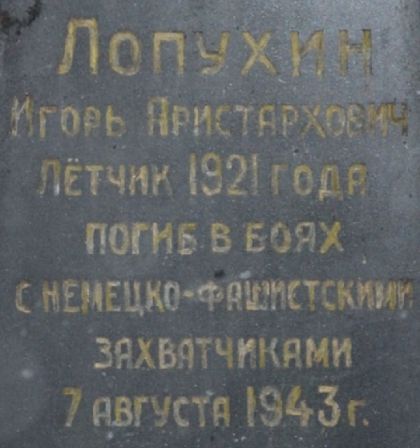 Лопухин
Игорь Аристархович
Лётчик 1921 года
погиб в боях
с немецко-фашистскими
захватчиками
7 августа 1943 г.